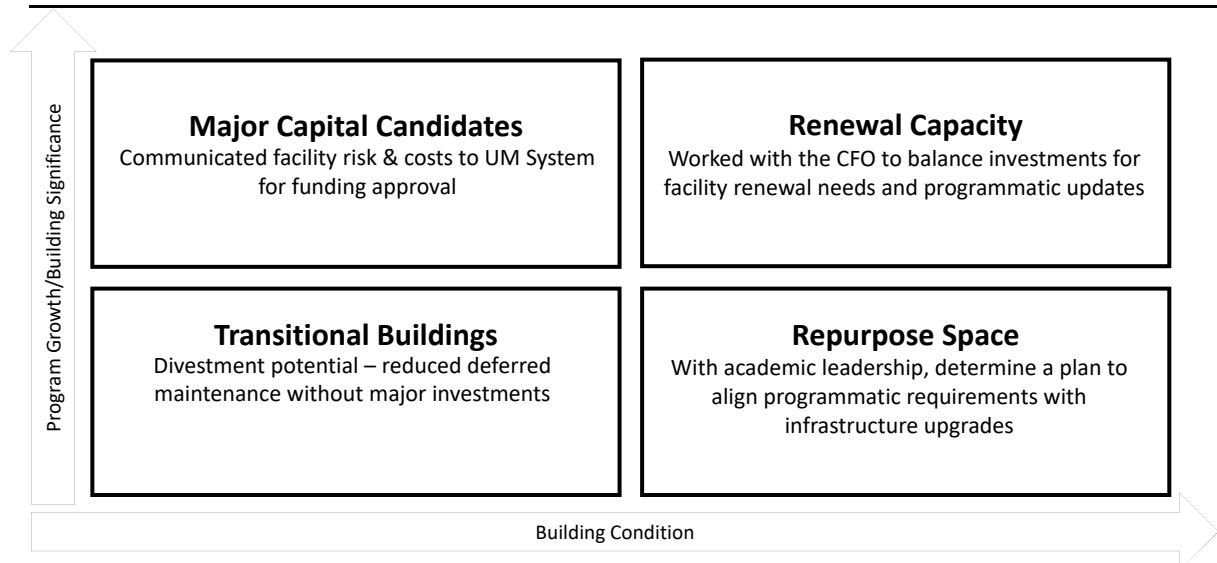 Program Growth/Building Significance
Major Capital Candidates
Communicated facility risk & costs to UM System
for funding approval
Renewal Capacity
Worked with the CFO to balance investments for
facility renewal needs and programmatic updates
Transitional Buildings
Divestment potential – reduced deferred
maintenance without major investments
Repurpose Space
With academic leadership, determine a plan to
align programmatic requirements with
infrastructure upgrades
Building Condition